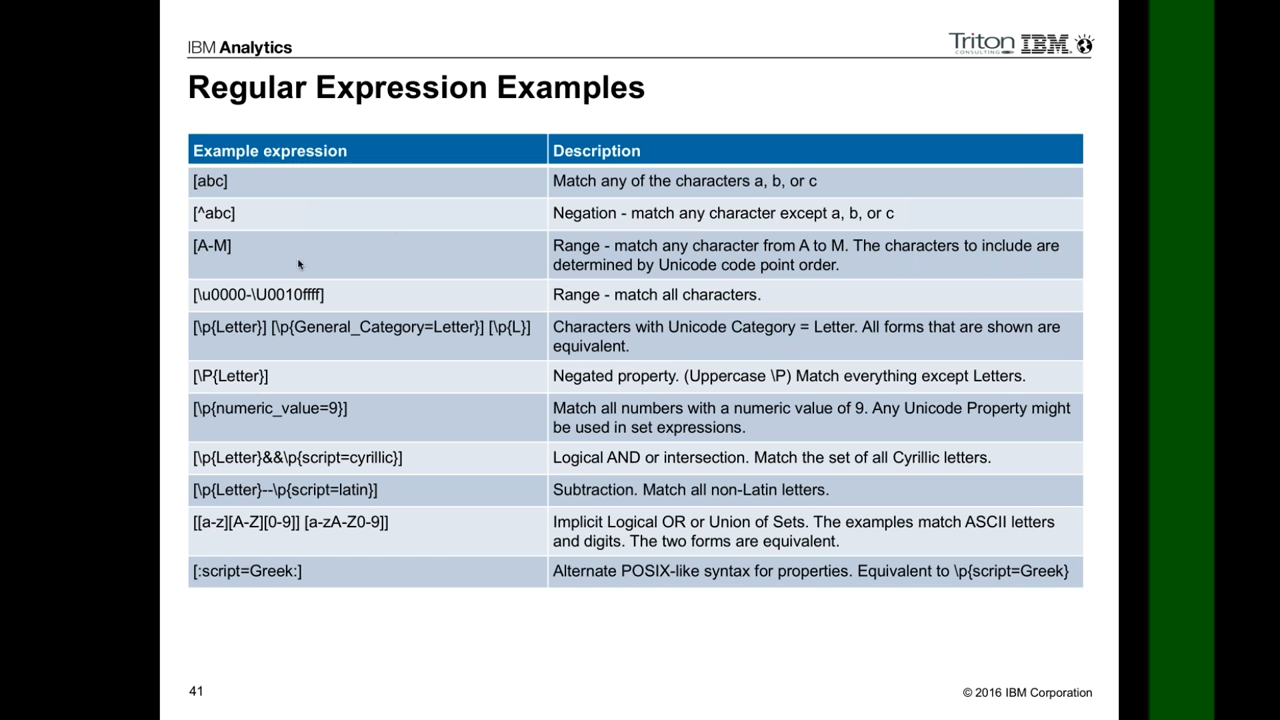 IBM Analytics
Triton IBM
CONSULTING
Regular Expression Examples
Example expression Description
[abc] Match any of the characters a, b, or c
[^abc] Negation - match any character except a, b, or c
[A-M] Range - match any character from A to M. The characters to include are
determined by Unicode code point order.
[\u0000-\U0010ffff] Range - match all characters.
[\p{Letter}] [\p{General_Category=Letter}] [\p{L}] Characters with Unicode Category = Letter. All forms that are shown are
equivalent.
[\P{Letter}] Negated property. (Uppercase \P) Match everything except Letters.
[\p{numeric_value=9}] Match all numbers with a numeric value of 9. Any Unicode Property might
be used in set expressions.
[\p{Letter}&&\p{script=cyrillic}] Logical AND or intersection. Match the set of all Cyrillic letters.
[\p{Letter}--\p{script=latin}] Subtraction. Match all non-Latin letters.
[[a-z][A-Z][0-9]] [a-zA-Z0-9]] Implicit Logical OR or Union of Sets. The examples match ASCII letters
and digits. The two forms are equivalent.
[:script=Greek:] Alternate POSIX-like syntax for properties. Equivalent to \p{script=Greek}
41 © 2016 IBM Corporation